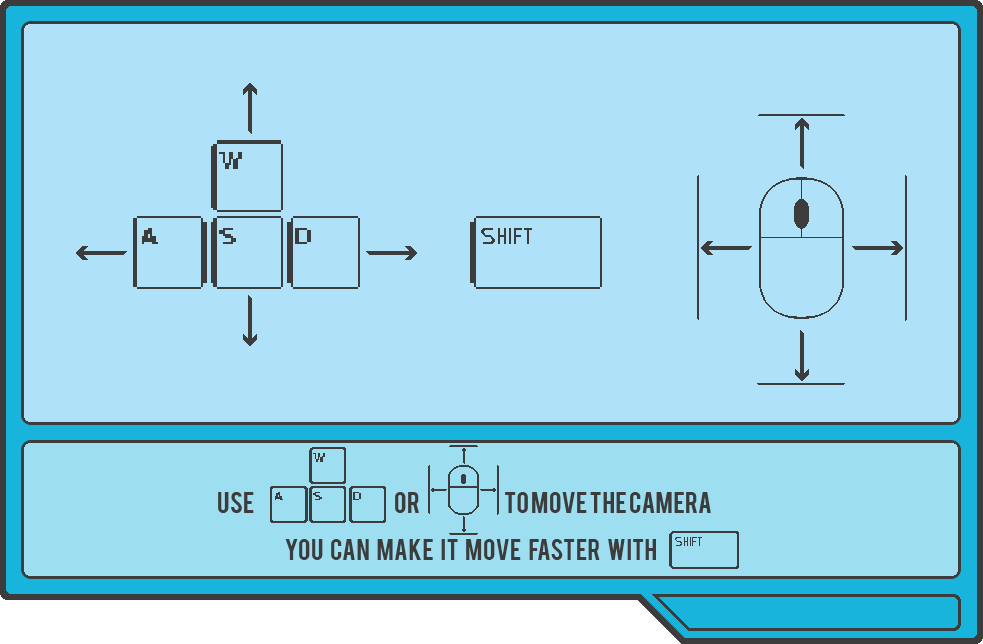 W
A S D SHIFT
W
USE A S D OR TO MOVE THE CAMERA
YOU CAN MAKE IT MOVE FASTER WITH SHIFT